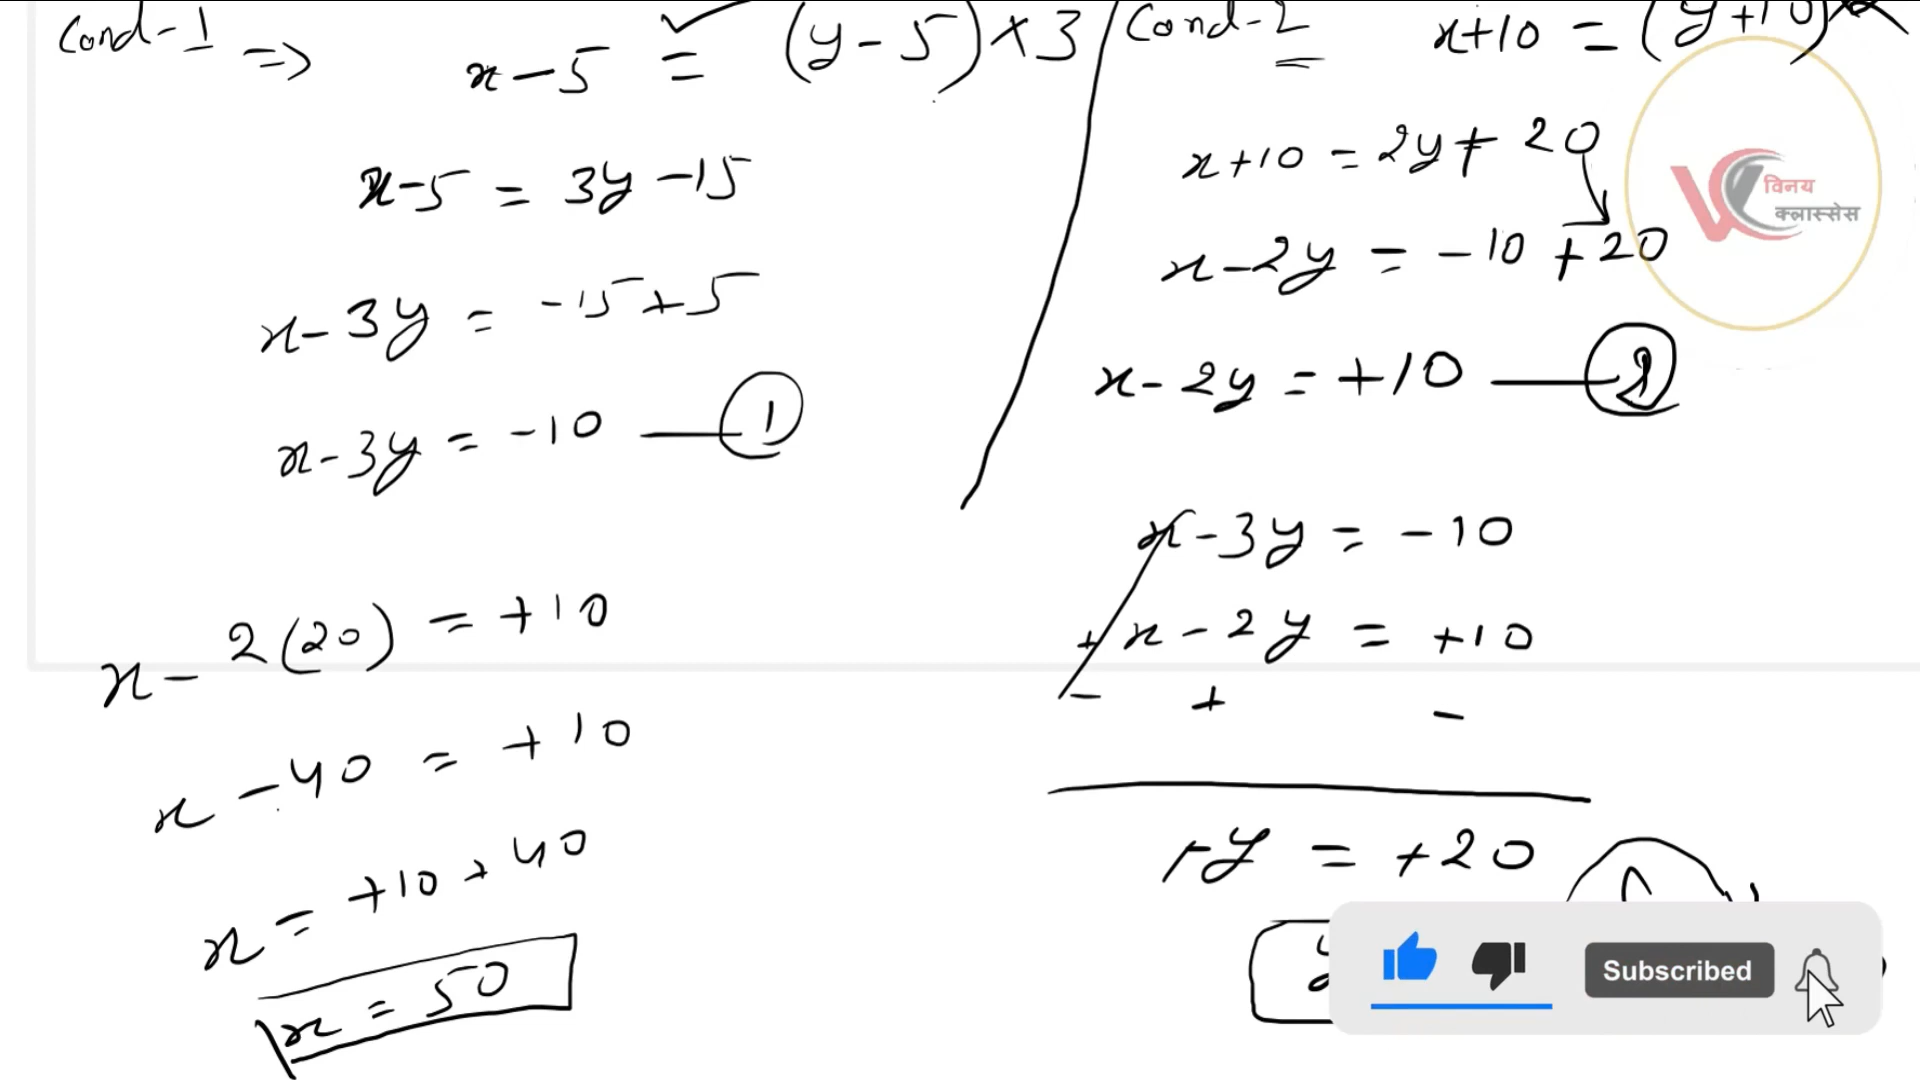 Cond-1 => x-5 = (y-5)×3
x-5 = 3y-15
x-3y = -15+5
x-3y = -10 — 1
x-2(20) = +10
x-40 = +10
x = +10+40
x = 50
Cond-2 x+10 = (y+10)×2
x+10 = 2y+20
x-2y = -10+20
x-2y = +10 — 2
x-3y = -10
+x-2y = +10
- + -
+y = +20
विनय
क्लास्सेस
Subscribed